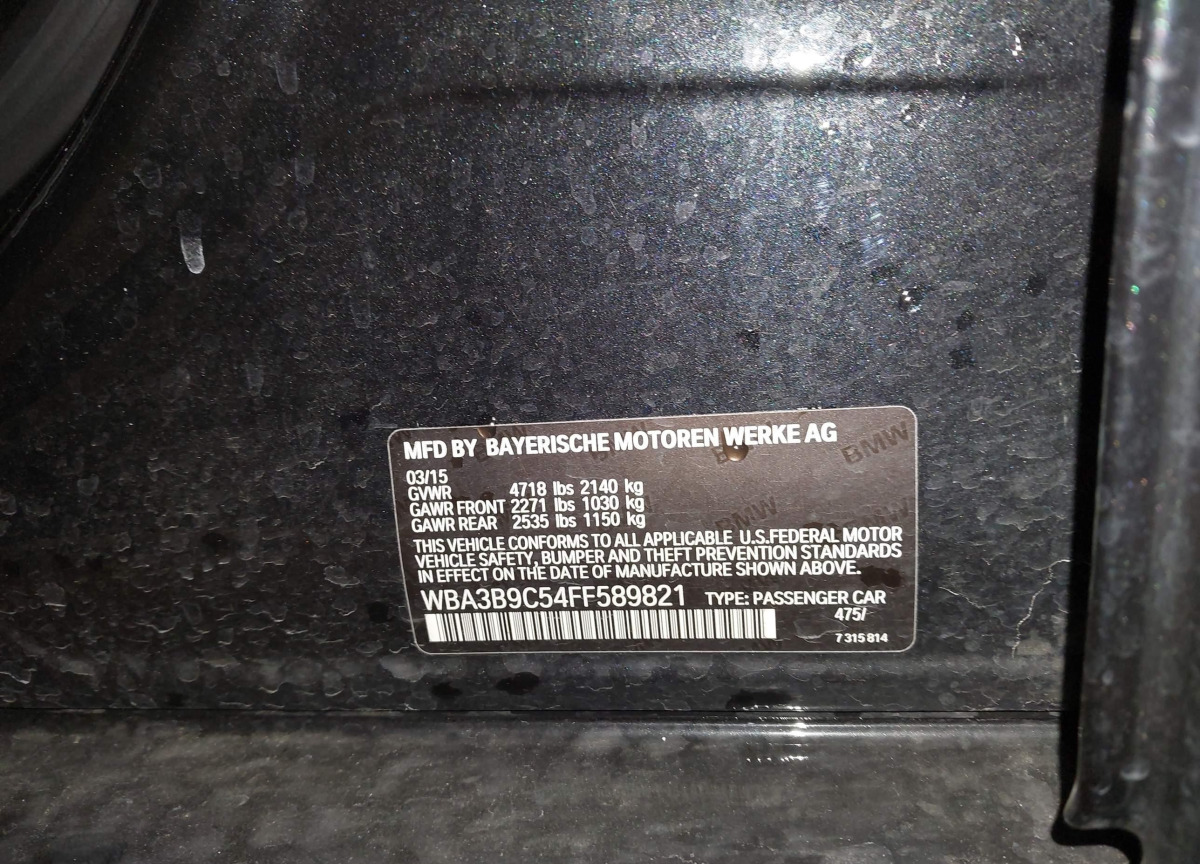 MFD BY BAYERISCHE MOTOREN WERKE AG
03/15
GVWR 4718 lbs 2140 kg
GAWR FRONT 2271 lbs 1030 kg
GAWR REAR 2535 lbs 1150 kg
THIS VEHICLE CONFORMS TO ALL APPLICABLE U.S.FEDERAL MOTOR
VEHICLE SAFETY, BUMPER AND THEFT PREVENTION STANDARDS
IN EFFECT ON THE DATE OF MANUFACTURE SHOWN ABOVE.
WBA3B9C54FF589821 TYPE: PASSENGER CAR
475/
7 315 814
BMW
BMW